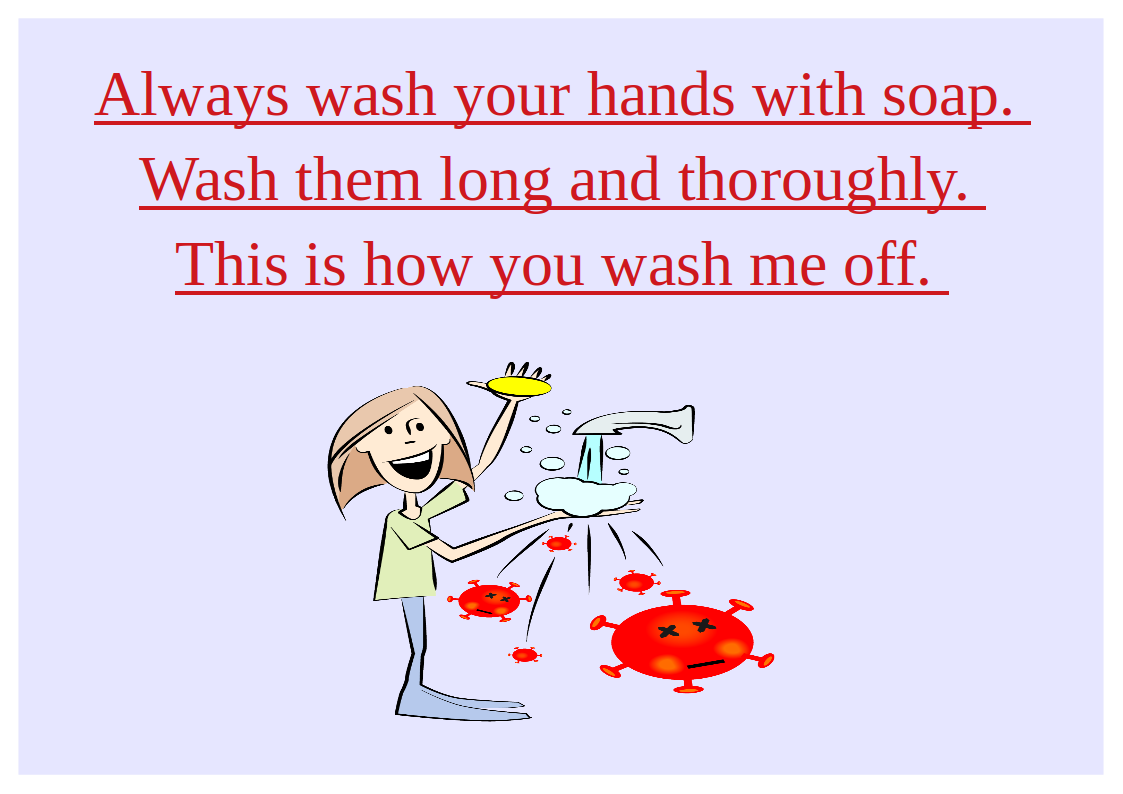 Always wash your hands with soap.
Wash them long and thoroughly.
This is how you wash me off.